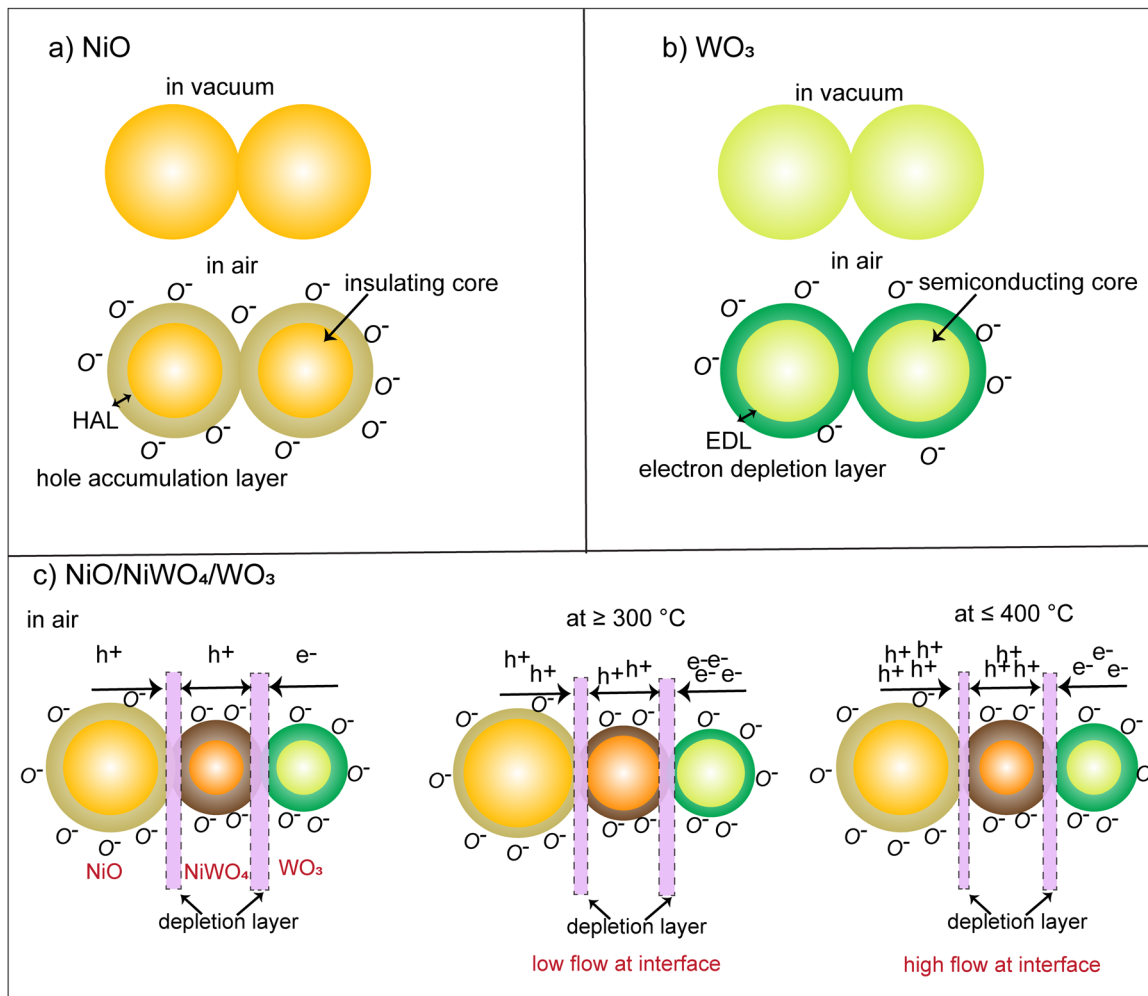 a) NiO
in vacuum
in air
O⁻ O⁻ O⁻ O⁻ O⁻ O⁻ O⁻ O⁻ O⁻ O⁻ O⁻ O⁻
insulating core
HAL
hole accumulation layer
b) WO₃
in vacuum
in air
O⁻ O⁻ O⁻ O⁻ O⁻ O⁻ O⁻ O⁻
semiconducting core
EDL
electron depletion layer
c) NiO/NiWO₄/WO₃
in air
h+ h+ e-
O⁻ O⁻ O⁻ O⁻ O⁻ O⁻ O⁻
O⁻ O⁻
O⁻ O⁻ O⁻ O⁻ O⁻ O⁻ O⁻
NiO NiWO₄ WO₃
depletion layer
at ≥ 300 °C
h+ h+ h+ h+ e- e- e- e-
O⁻ O⁻ O⁻ O⁻ O⁻
O⁻ O⁻
O⁻ O⁻ O⁻ O⁻ O⁻ O⁻ O⁻
depletion layer
low flow at interface
at ≤ 400 °C
h+ h+ h+ h+ h+ h+ h+ e- e- e-
O⁻ O⁻ O⁻ O⁻ O⁻
O⁻ O⁻
O⁻ O⁻ O⁻ O⁻ O⁻ O⁻ O⁻
depletion layer
high flow at interface